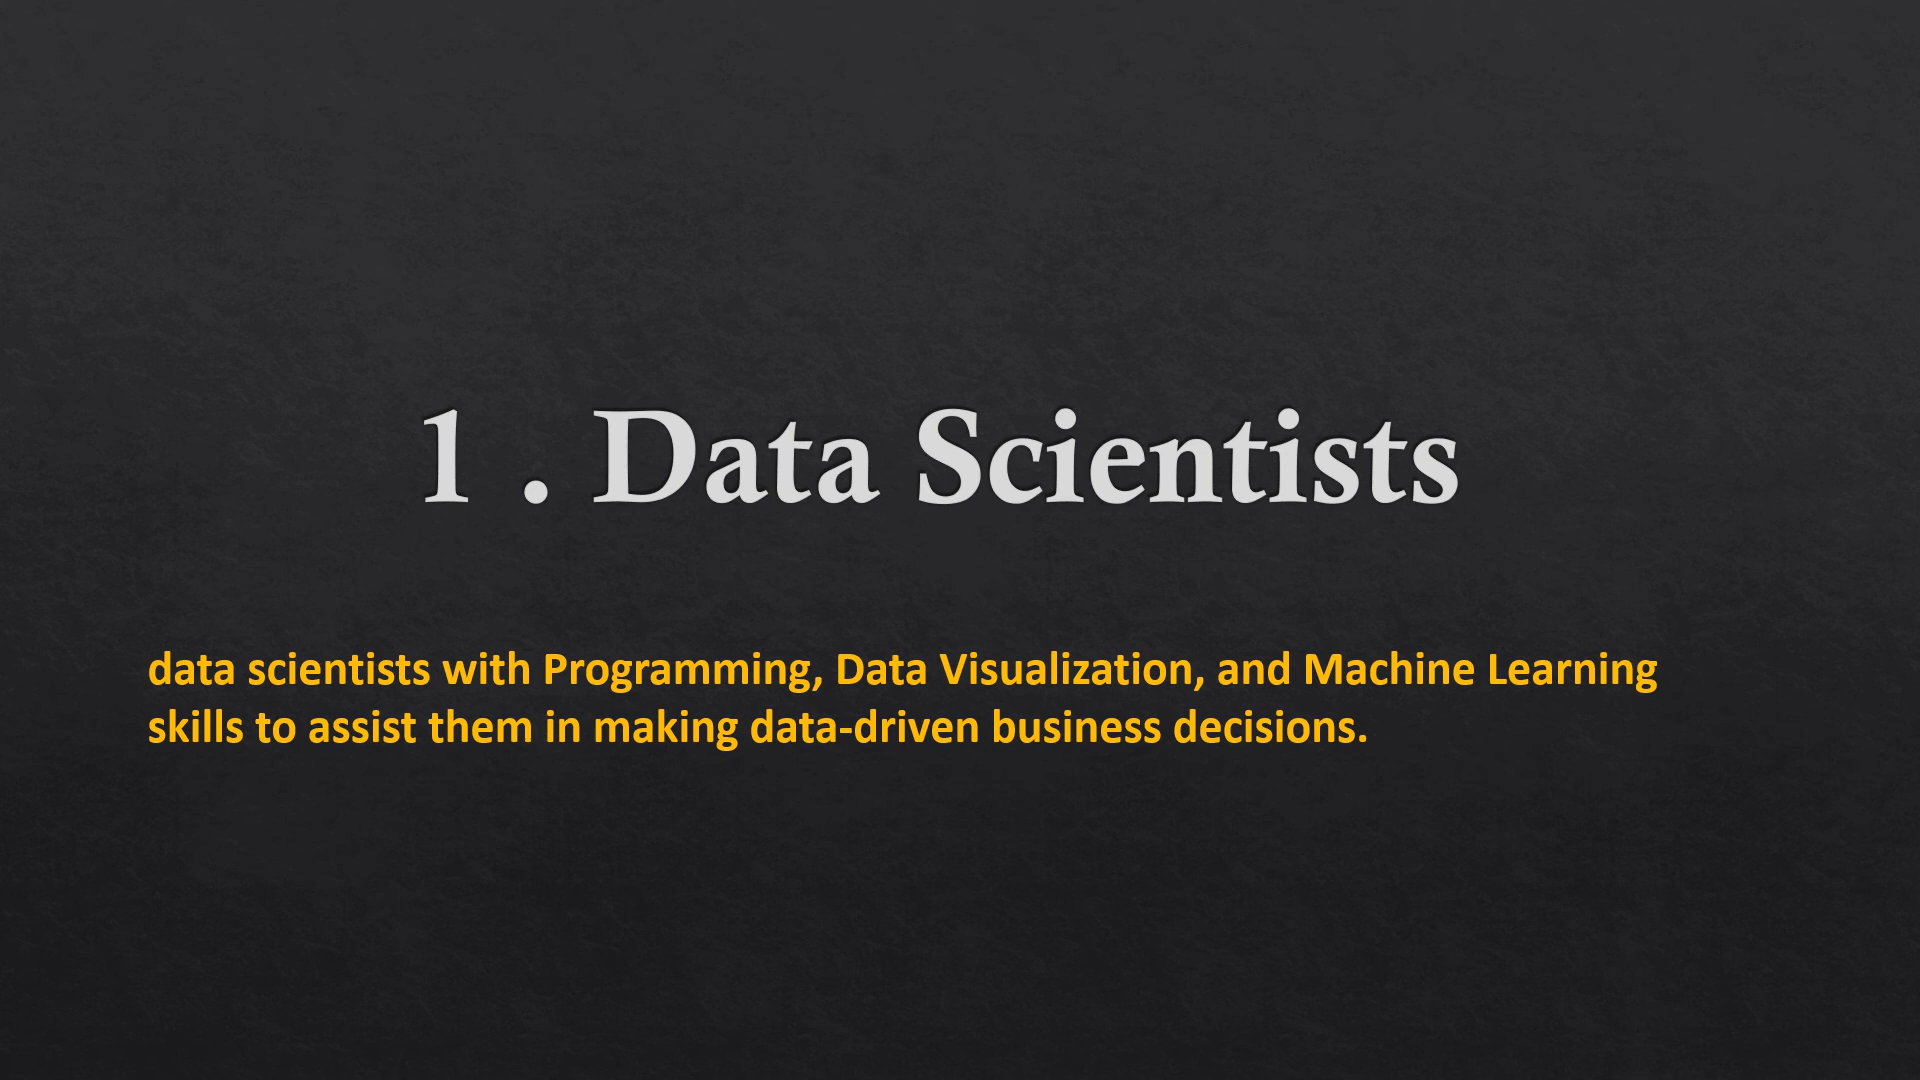 1 . Data Scientists
data scientists with Programming, Data Visualization, and Machine Learning
skills to assist them in making data-driven business decisions.